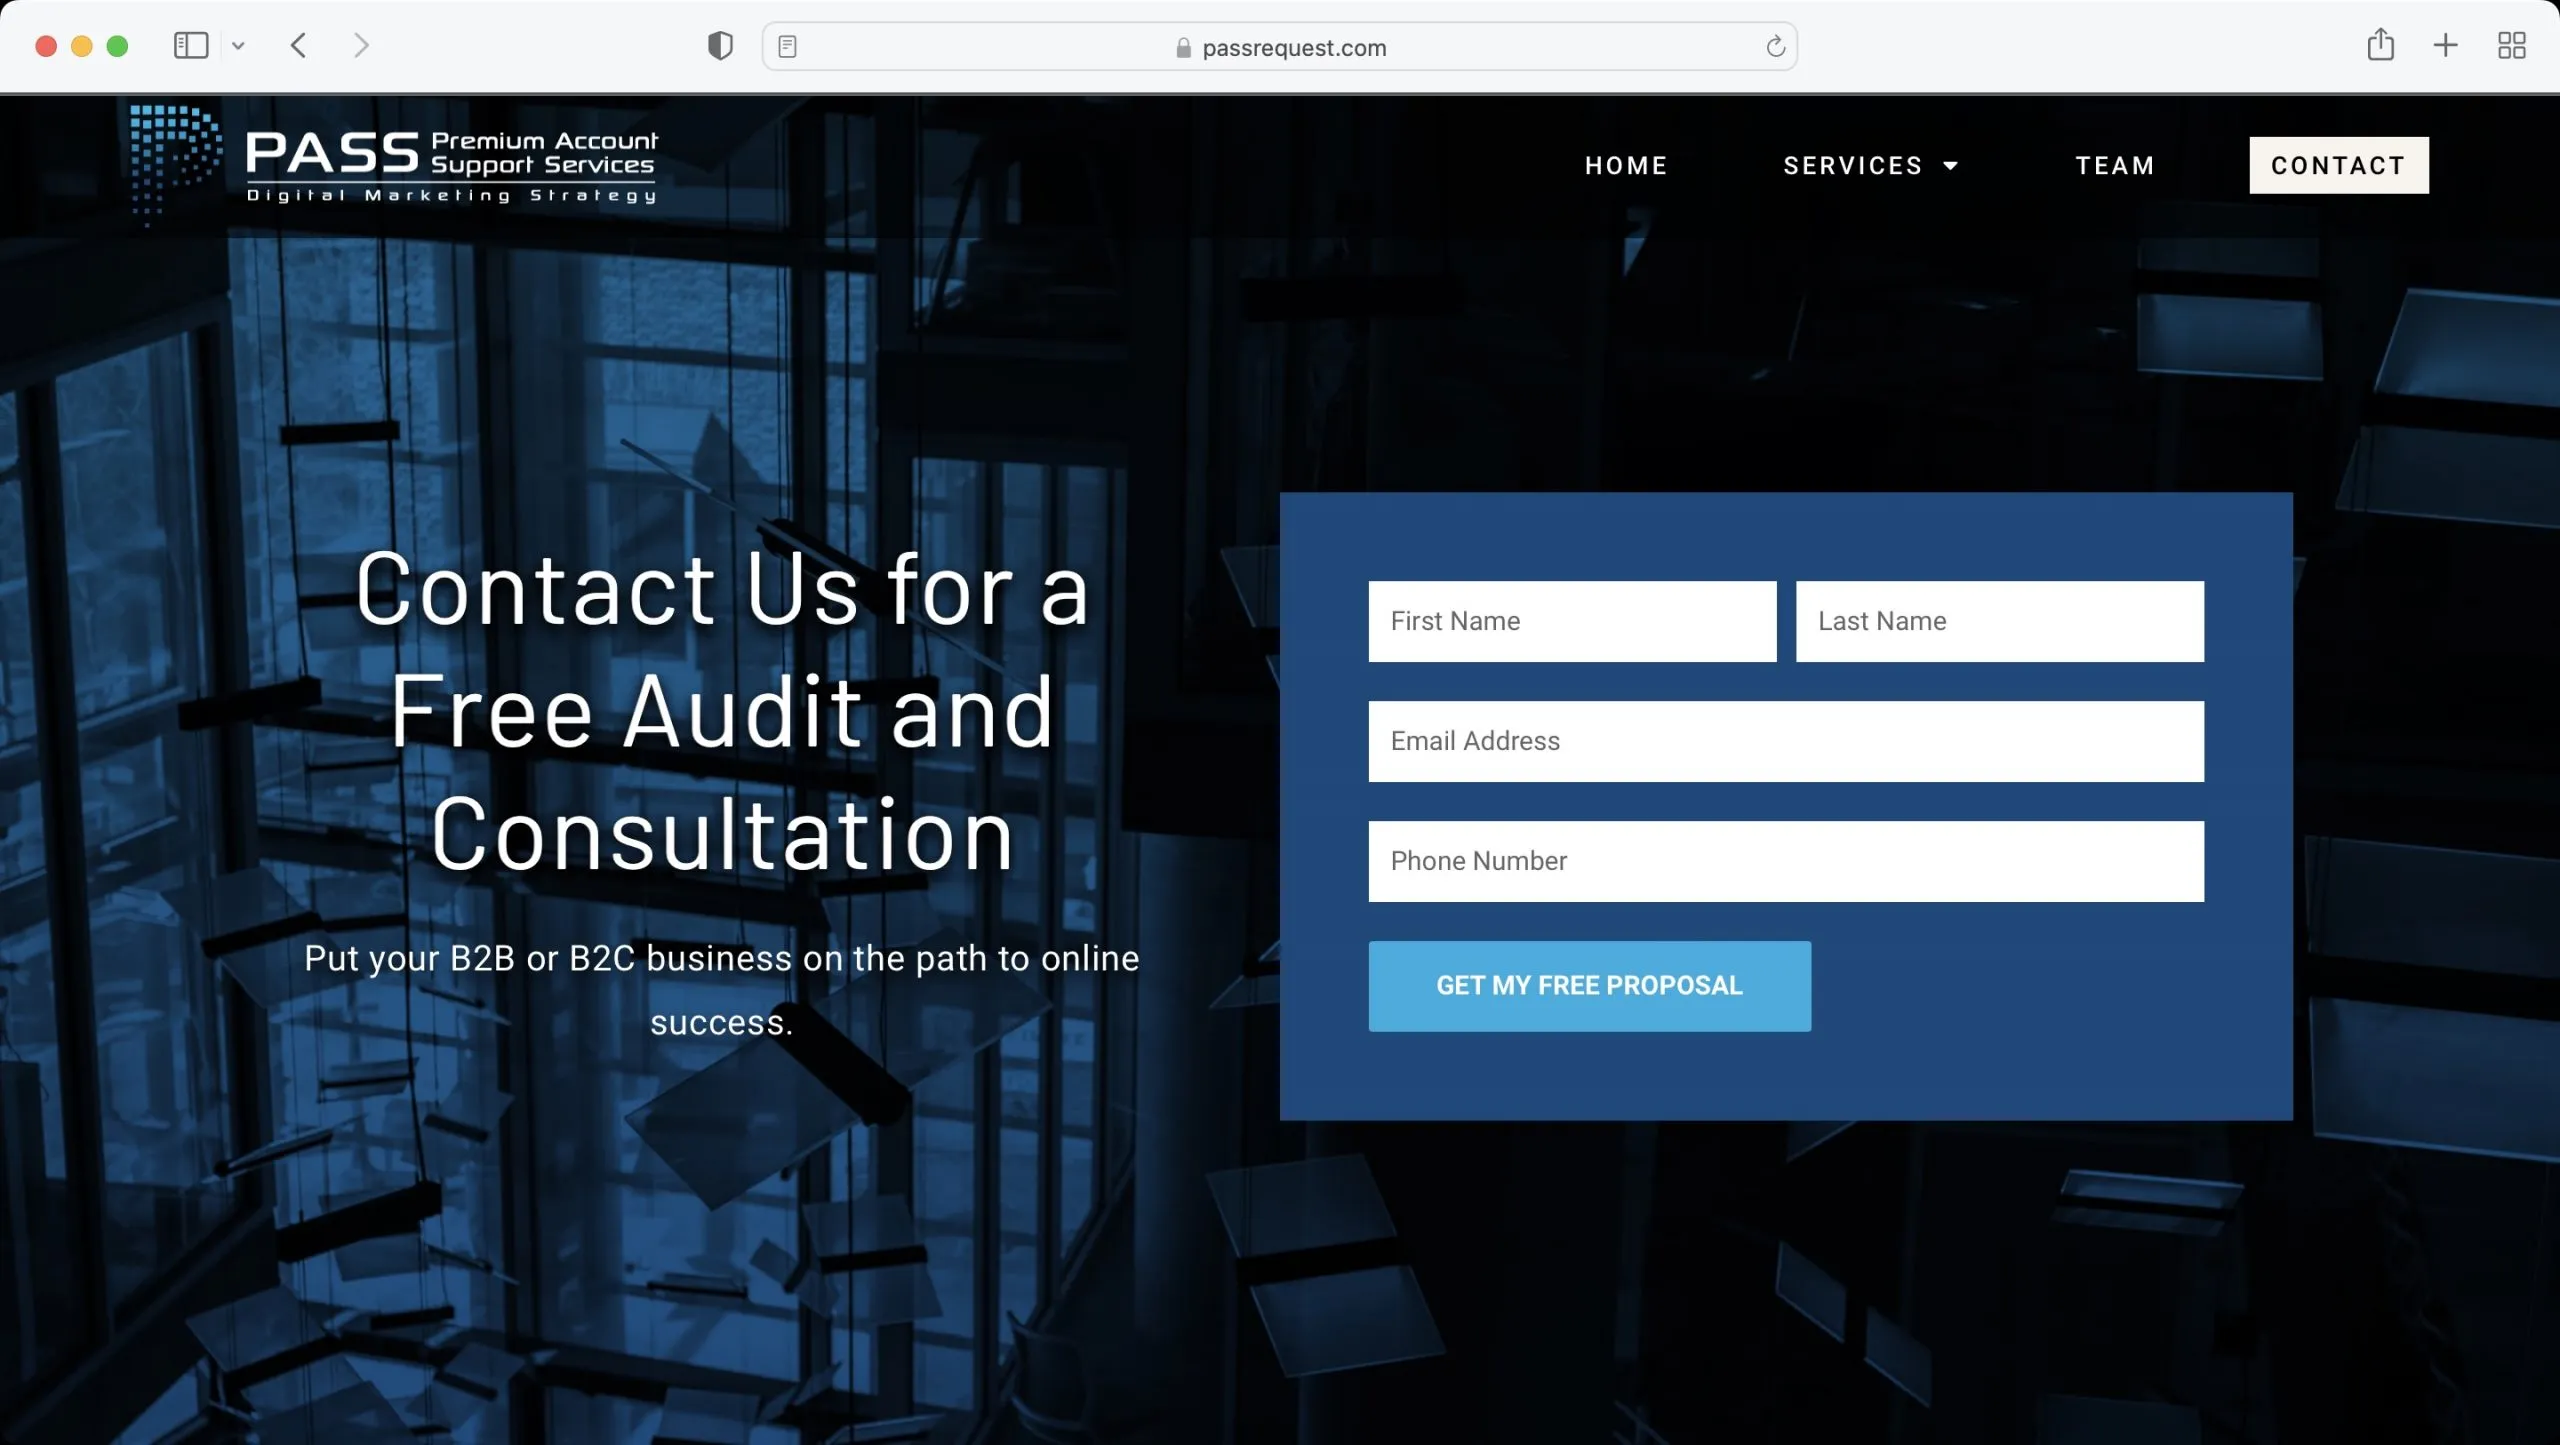 passrequest.com
PASS Premium Account
Support Services
Digital Marketing Strategy
HOME
SERVICES
TEAM
CONTACT
Contact Us for a
Free Audit and
Consultation
Put your B2B or B2C business on the path to online
success.
First Name
Last Name
Email Address
Phone Number
GET MY FREE PROPOSAL